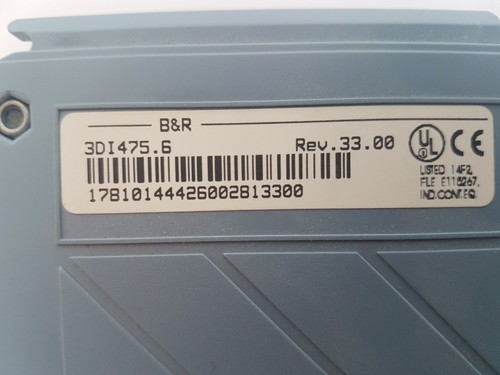 B&R
3DI475.6 Rev.33.00
17810144426002813300
UL CE
LISTED 14F2,
FILE E115267,
IND.CONT.EQ.